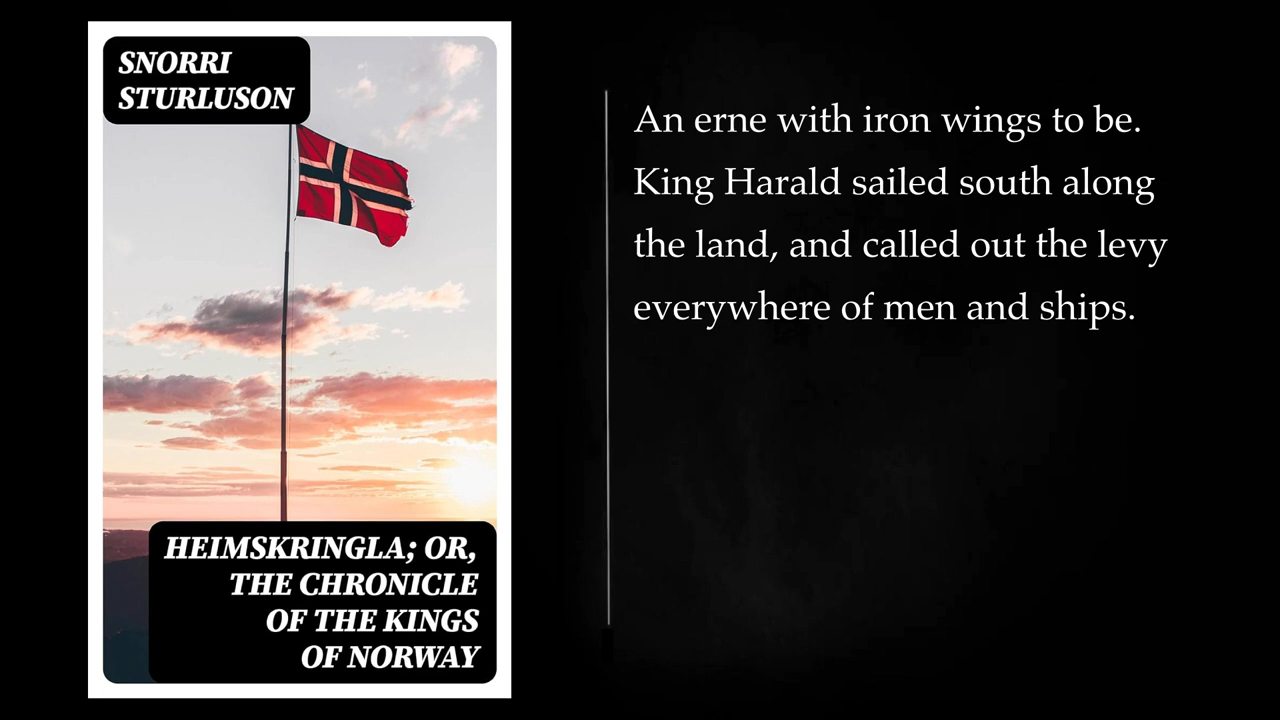 SNORRI
STURLUSON
HEIMSKRINGLA; OR,
THE CHRONICLE
OF THE KINGS
OF NORWAY
An erne with iron wings to be.
King Harald sailed south along
the land, and called out the levy
everywhere of men and ships.